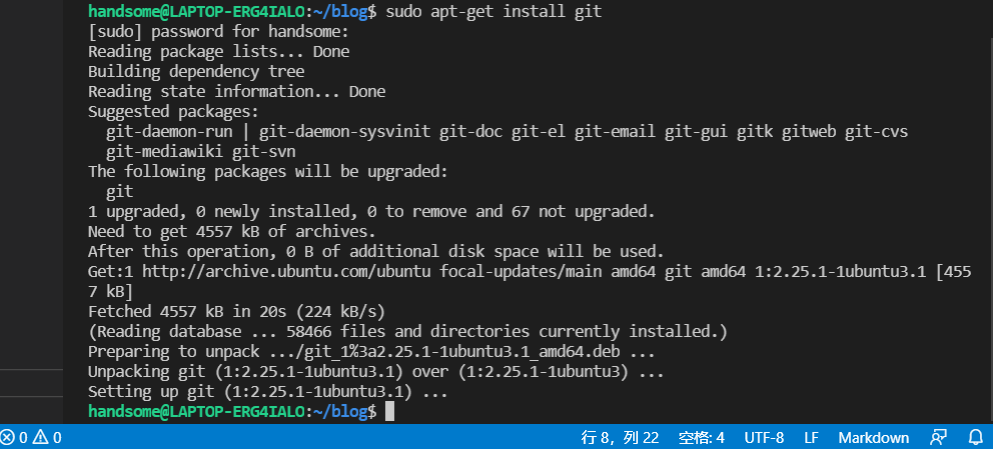 handsome@LAPTOP-ERG4IALO:~/blog$ sudo apt-get install git
[sudo] password for handsome:
Reading package lists... Done
Building dependency tree
Reading state information... Done
Suggested packages:
  git-daemon-run | git-daemon-sysvinit git-doc git-el git-email git-gui gitk gitweb git-cvs
  git-mediawiki git-svn
The following packages will be upgraded:
  git
1 upgraded, 0 newly installed, 0 to remove and 67 not upgraded.
Need to get 4557 kB of archives.
After this operation, 0 B of additional disk space will be used.
Get:1 http://archive.ubuntu.com/ubuntu focal-updates/main amd64 git amd64 1:2.25.1-1ubuntu3.1 [455
7 kB]
Fetched 4557 kB in 20s (224 kB/s)
(Reading database ... 58466 files and directories currently installed.)
Preparing to unpack .../git_1%3a2.25.1-1ubuntu3.1_amd64.deb ...
Unpacking git (1:2.25.1-1ubuntu3.1) over (1:2.25.1-1ubuntu3) ...
Setting up git (1:2.25.1-1ubuntu3.1) ...
handsome@LAPTOP-ERG4IALO:~/blog$
0 0 行 8，列 22 空格: 4 UTF-8 LF Markdown